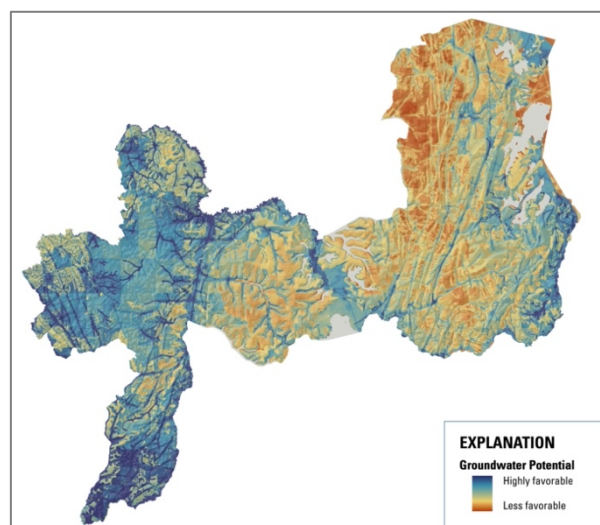 EXPLANATION
Groundwater Potential
Highly favorable
Less favorable